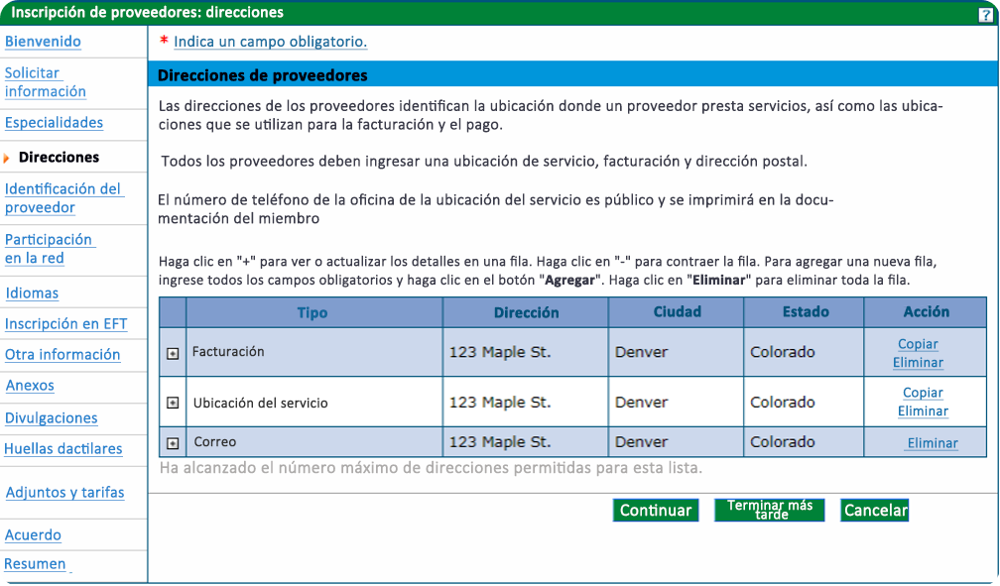 Inscripción de proveedores: direcciones
?
Bienvenido
Solicitar
información
Especialidades
Direcciones
Identificación del
proveedor
Participación
en la red
Idiomas
Inscripción en EFT
Otra información
Anexos
Divulgaciones
Huellas dactilares
Adjuntos y tarifas
Acuerdo
Resumen
* Indica un campo obligatorio.
Direcciones de proveedores
Las direcciones de los proveedores identifican la ubicación donde un proveedor presta servicios, así como las ubica-
ciones que se utilizan para la facturación y el pago.
Todos los proveedores deben ingresar una ubicación de servicio, facturación y dirección postal.
El número de teléfono de la oficina de la ubicación del servicio es público y se imprimirá en la docu-
mentación del miembro
Haga clic en "+" para ver o actualizar los detalles en una fila. Haga clic en "-" para contraer la fila. Para agregar una nueva fila,
ingrese todos los campos obligatorios y haga clic en el botón "Agregar". Haga clic en "Eliminar" para eliminar toda la fila.
Tipo Dirección Ciudad Estado Acción
+ Facturación 123 Maple St. Denver Colorado Copiar
Eliminar
+ Ubicación del servicio 123 Maple St. Denver Colorado Copiar
Eliminar
+ Correo 123 Maple St. Denver Colorado Eliminar
Ha alcanzado el número máximo de direcciones permitidas para esta lista.
Continuar
Terminar más
tarde
Cancelar